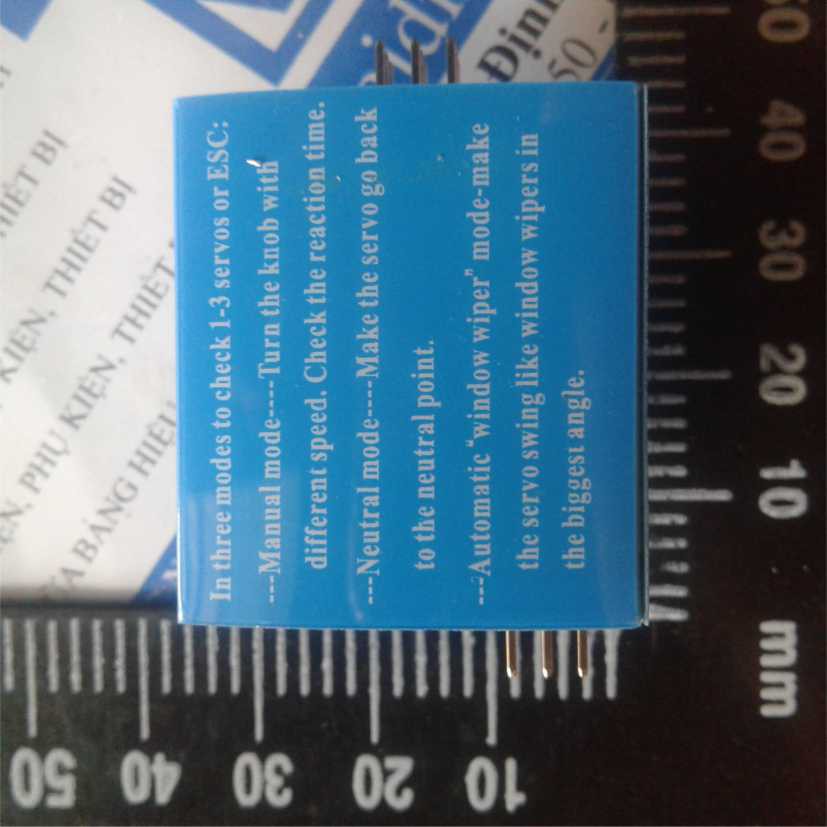 In three modes to check 1-3 servos or ESC:
---Manual mode----Turn the knob with
different speed. Check the reaction time.
---Neutral mode----Make the servo go back
to the neutral point.
---Automatic “window wiper” mode-make
the servo swing like window wipers in
the biggest angle.
Định
50 -
THIẾT BỊ
KIỆN, THIẾT BỊ
PHỤ KIỆN, THIẾT
BẢNG HIỆU
mm 10 20 30 40
50 40 30 20 10